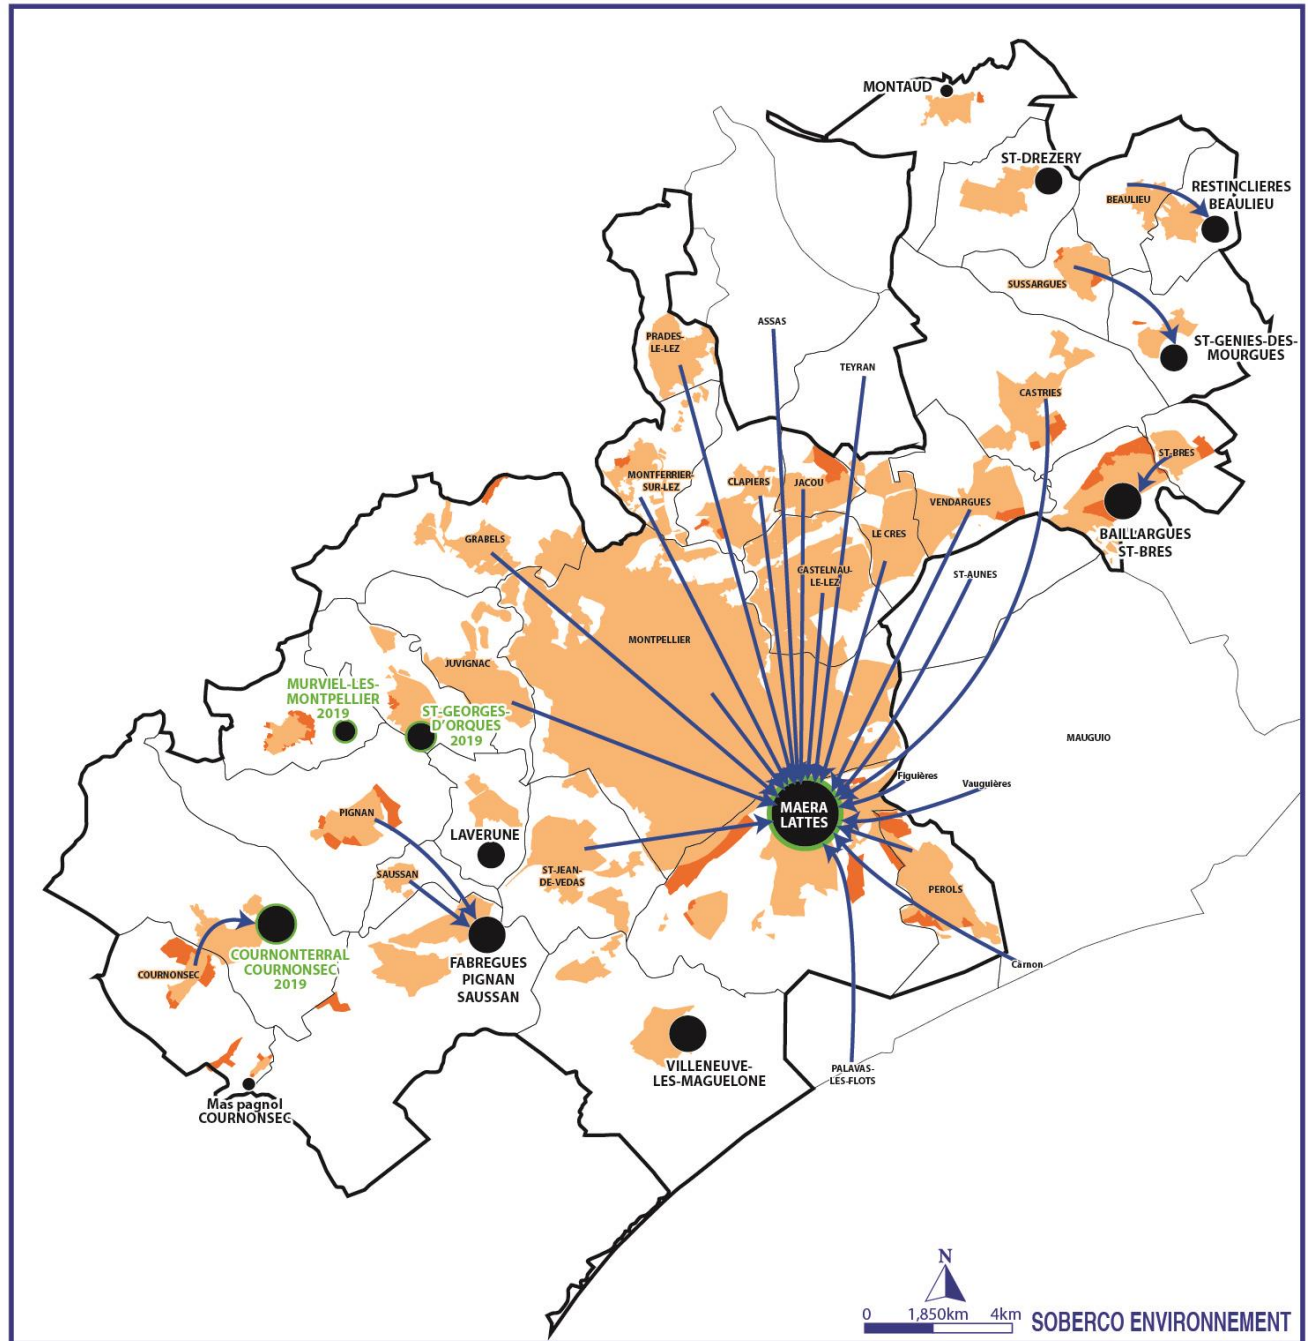 MONTAUD
ST-DREZERY
RESTINCLIERES
BEAULIEU
BEAULIEU
SUSSARGUES
ST-GENIES-DES-
MOURGUES
ASSAS
PRADES-
LE-LEZ
TEYRAN
CASTRIES
ST-BRES
MONTFERRIER-
SUR-LEZ
CLAPIERS
JACOU
VENDARGUES
BAILLARGUES
ST-BRES
GRABELS
LE CRES
CASTELNAU-
LE-LEZ
ST-AUNES
MONTPELLIER
JUVIGNAC
MURVIEL-LES-
MONTPELLIER
2019
ST-GEORGES-
D'ORQUES
2019
MAUGUIO
Figuières
Vauguières
MAERA
LATTES
PIGNAN
LAVERUNE
SAUSSAN
ST-JEAN-
DE-VEDAS
PEROLS
COURNONTERRAL
COURNONSEC
2019
COURNONSEC
FABREGUES
PIGNAN
SAUSSAN
Carnon
VILLENEUVE-
LES-MAGUELONE
PALAVAS-
LES-FLOTS
Mas pagnol
COURNONSEC
N
0 1,850km 4km
SOBERCO ENVIRONNEMENT